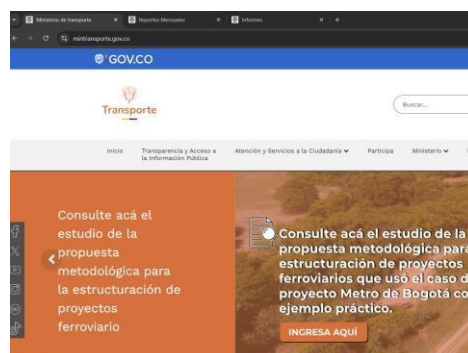 Ministerio de transporte
Reportes Mensuales
Informes
mintransporte.gov.co
GOV.CO
Transporte
Buscar...
Inicio
Transparencia y Acceso a
la Información Pública
Atención y Servicios a la Ciudadanía
Participa
Ministerio
Consulte acá el
estudio de la
propuesta
metodológica para
la estructuración de
proyectos
ferroviario
Consulte acá el estudio de la
propuesta metodológica para
estructuración de proyectos
ferroviarios que usó el caso d
proyecto Metro de Bogotá co
ejemplo práctico.
INGRESA AQUÍ